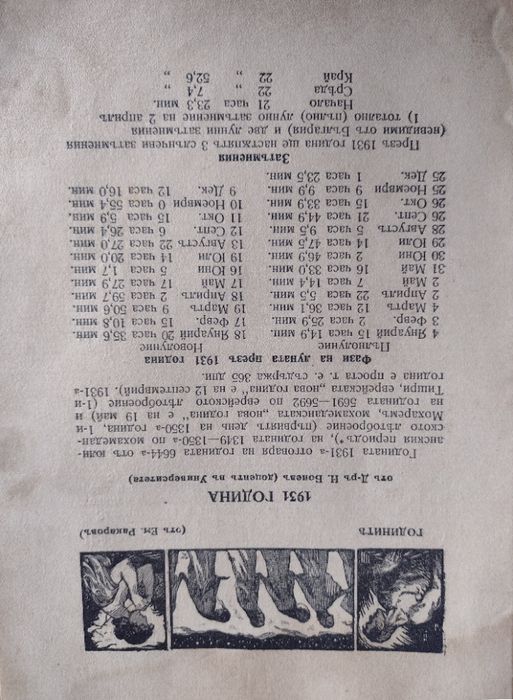 ГОДИНИТѢ (отъ Ем. Ракаровъ)
1931 ГОДИНА
отъ Д-ръ Н. Боневъ (доцентъ въ Университета)
Годината 1931-а отговоря на годината 6644-а отъ юли-
анския периодъ*), на годината 1349—1350-а по мохамедан-
ското лѣтоброение (първиятъ день на 1350-а година, 1-и
Мохаремъ, мохамеданската „нова година“ е на 19 май) и
на годината 5691—5692-ро еврейското лѣтоброение (1-и
Тишри, еврейската „нова година“ е на 12 септемврий). 1931-а
година е проста т. е. съдържа 365 дни.
Фази на луната презъ 1931 година
Пълнолуние Новолуние
4 Януарий 15 часа 14,9 мин. 18 Януарий 20 часа 35,6 мин.
3 Февр. 2 часа 25,9 мин. 17 Февр. 15 часа 10,8 мин.
4 Мартъ 12 часа 36,1 мин. 19 Мартъ 9 часа 50,6 мин.
2 Априлъ 22 часа 5,5 мин. 18 Априлъ 2 часа 59,7 мин.
2 Май 7 часа 14,4 мин. 17 Май 17 часа 27,9 мин.
31 Май 16 часа 33,0 мин. 16 Юни 5 часа 1,7 мин.
30 Юни 2 часа 46,9 мин. 19 Юли 14 часа 20,0 мин.
29 Юли 14 часа 47,5 мин. 13 Августъ 22 часа 27,0 мин.
28 Августъ 5 часа 9,5 мин. 12 Септ. 6 часа 26,4 мин.
26 Септ. 21 часа 44,9 мин. 11 Окт. 15 часа 5,9 мин.
26 Окт. 15 часа 33,9 мин. 10 Ноември 0 часа 55,4 мин.
25 Ноември 9 часа 9,9 мин. 9 Дек. 12 часа 16,0 мин.
25 Дек. 1 часа 23,5 мин.
Затъмнения
Презъ 1931 година ще настѫпятъ 3 слънчеви затъмнения
(невидими отъ България) и две лунни затъмнения
1) тотално (пълно) лунно затъмнение на 2 априлъ
Начало 21 часа 23,3 мин.
Срѣда 22 „ 7,4 „
Край 22 „ 52,6 „